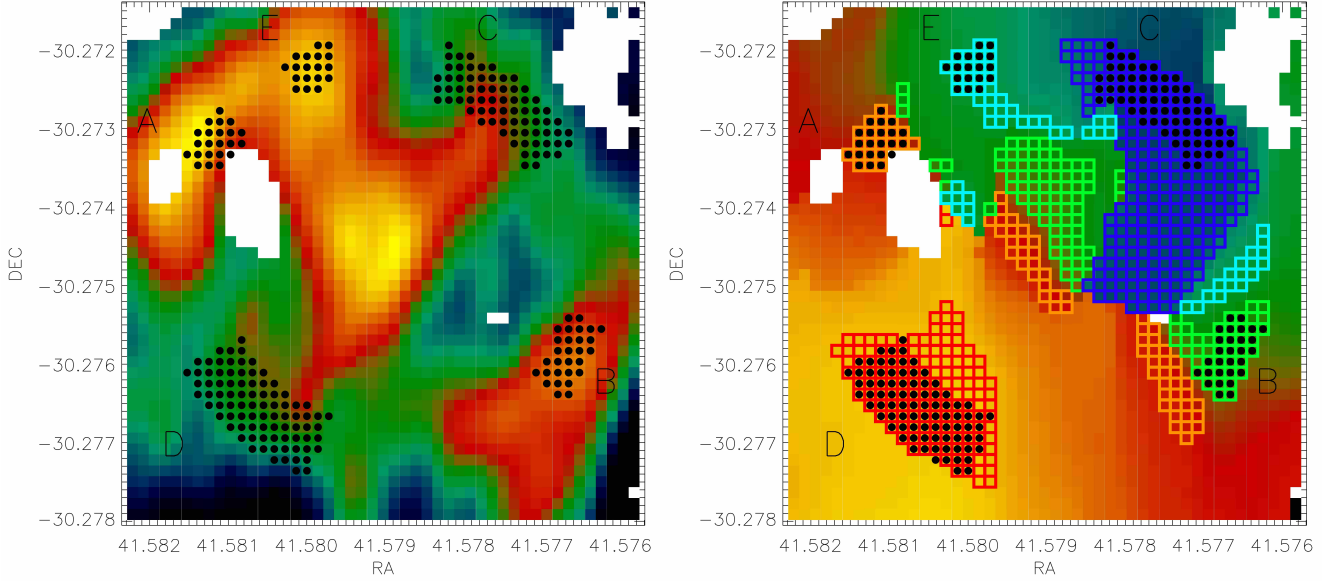 E C E C
−30.272 −30.272
A A
−30.273 −30.273
−30.274 −30.274
DEC DEC
−30.275 −30.275
−30.276 −30.276
B B
−30.277 −30.277
D D
−30.278 −30.278
41.582 41.581 41.580 41.579 41.578 41.577 41.576 41.582 41.581 41.580 41.579 41.578 41.577 41.576
RA RA